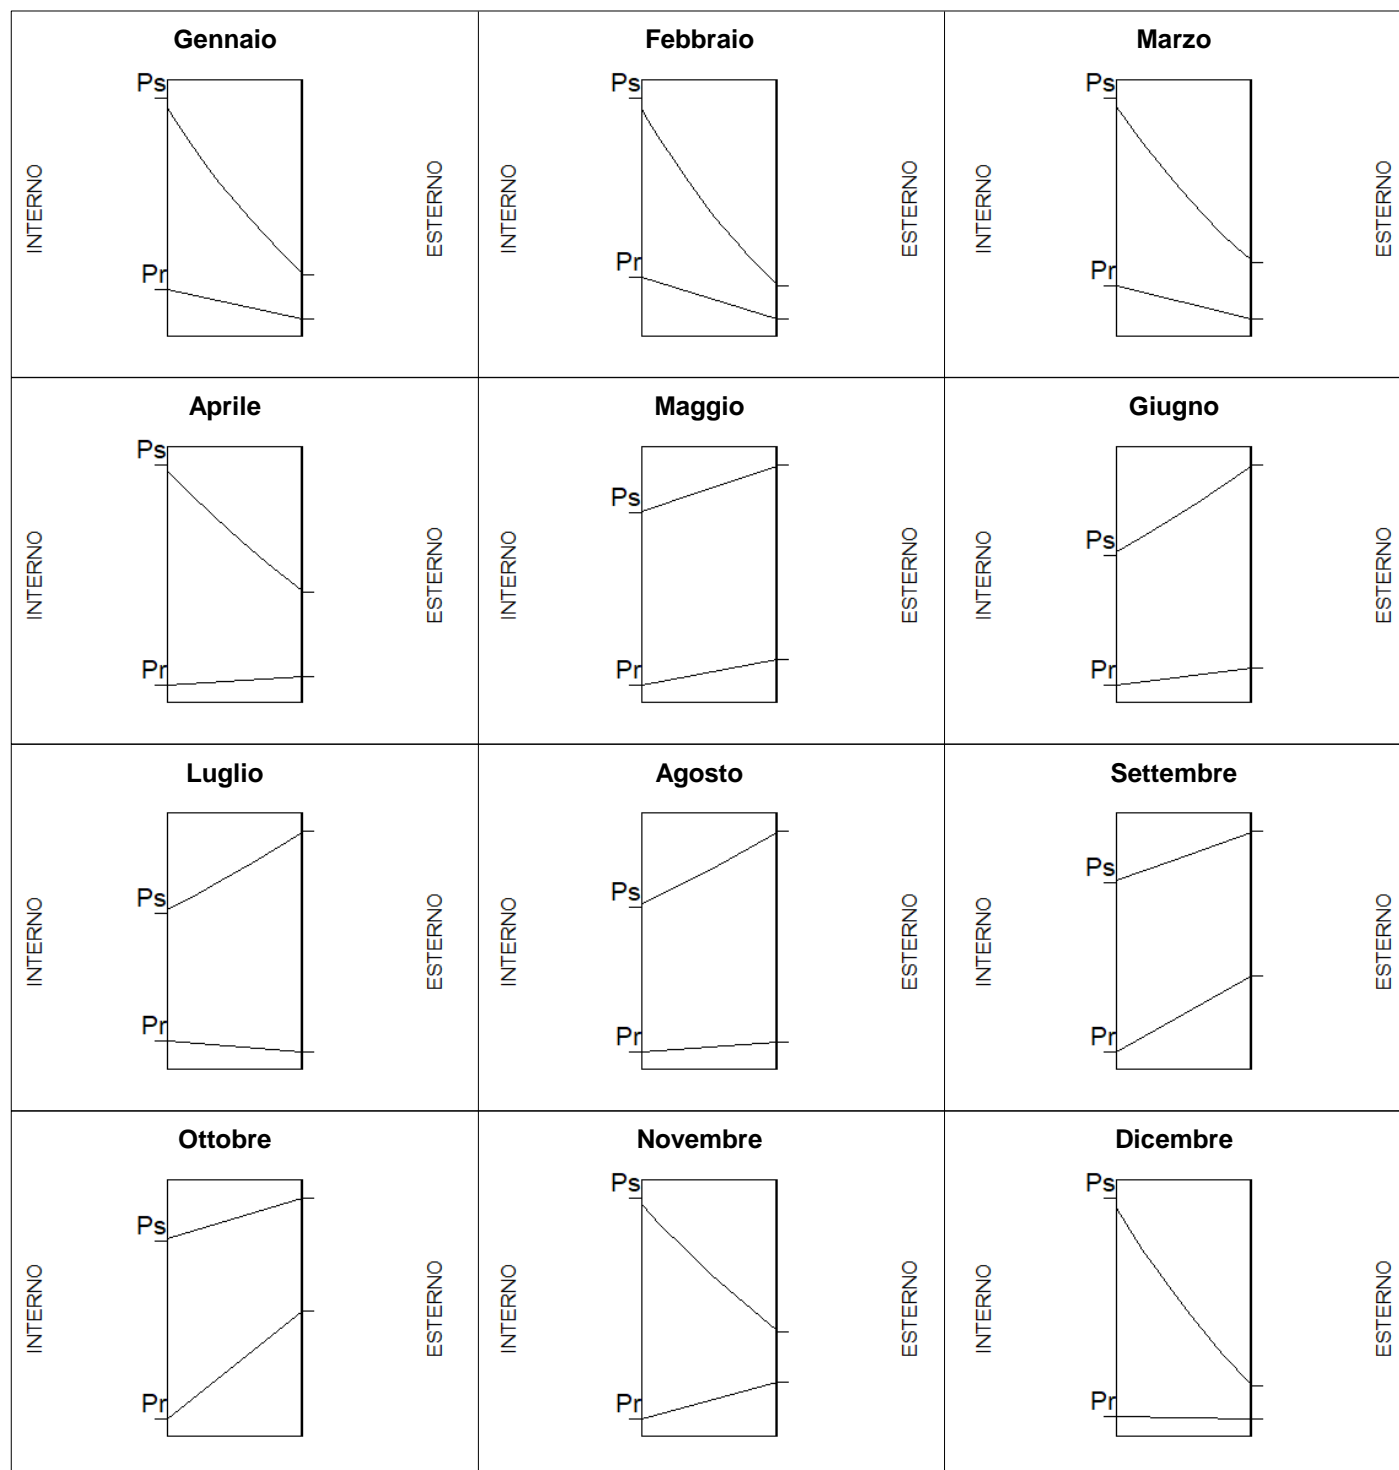 Gennaio
Ps
INTERNO
ESTERNO
Pr
Febbraio
Ps
INTERNO
ESTERNO
Pr
Marzo
Ps
INTERNO
ESTERNO
Pr
Aprile
Ps
INTERNO
ESTERNO
Pr
Maggio
Ps
INTERNO
ESTERNO
Pr
Giugno
Ps
INTERNO
ESTERNO
Pr
Luglio
Ps
INTERNO
ESTERNO
Pr
Agosto
Ps
INTERNO
ESTERNO
Pr
Settembre
Ps
INTERNO
ESTERNO
Pr
Ottobre
Ps
INTERNO
ESTERNO
Pr
Novembre
Ps
INTERNO
ESTERNO
Pr
Dicembre
Ps
INTERNO
ESTERNO
Pr